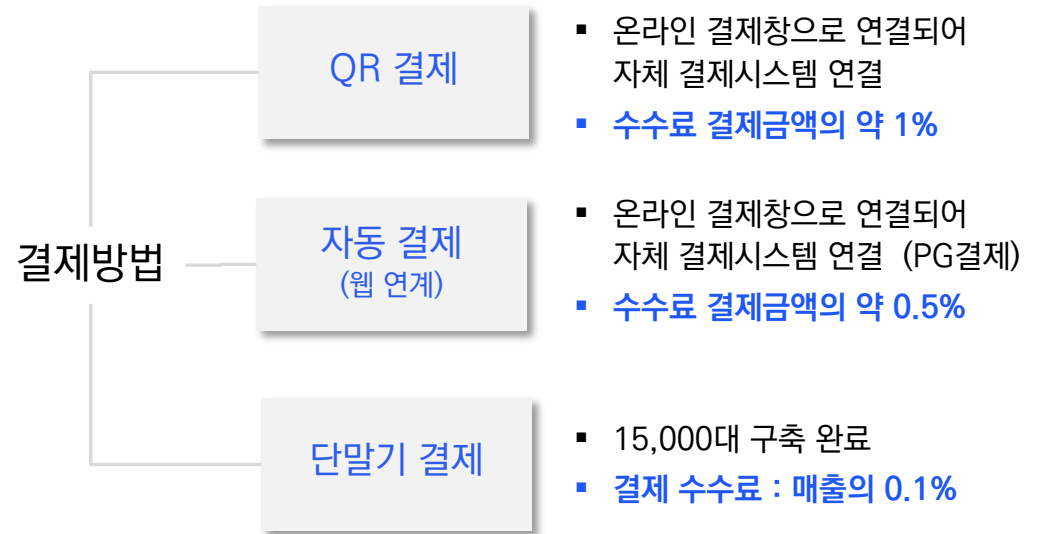 결제방법
QR 결제
▪ 온라인 결제창으로 연결되어
자체 결제시스템 연결
▪ 수수료 결제금액의 약 1%
자동 결제
(웹 연계)
▪ 온라인 결제창으로 연결되어
자체 결제시스템 연결 (PG결제)
▪ 수수료 결제금액의 약 0.5%
단말기 결제
▪ 15,000대 구축 완료
▪ 결제 수수료 : 매출의 0.1%